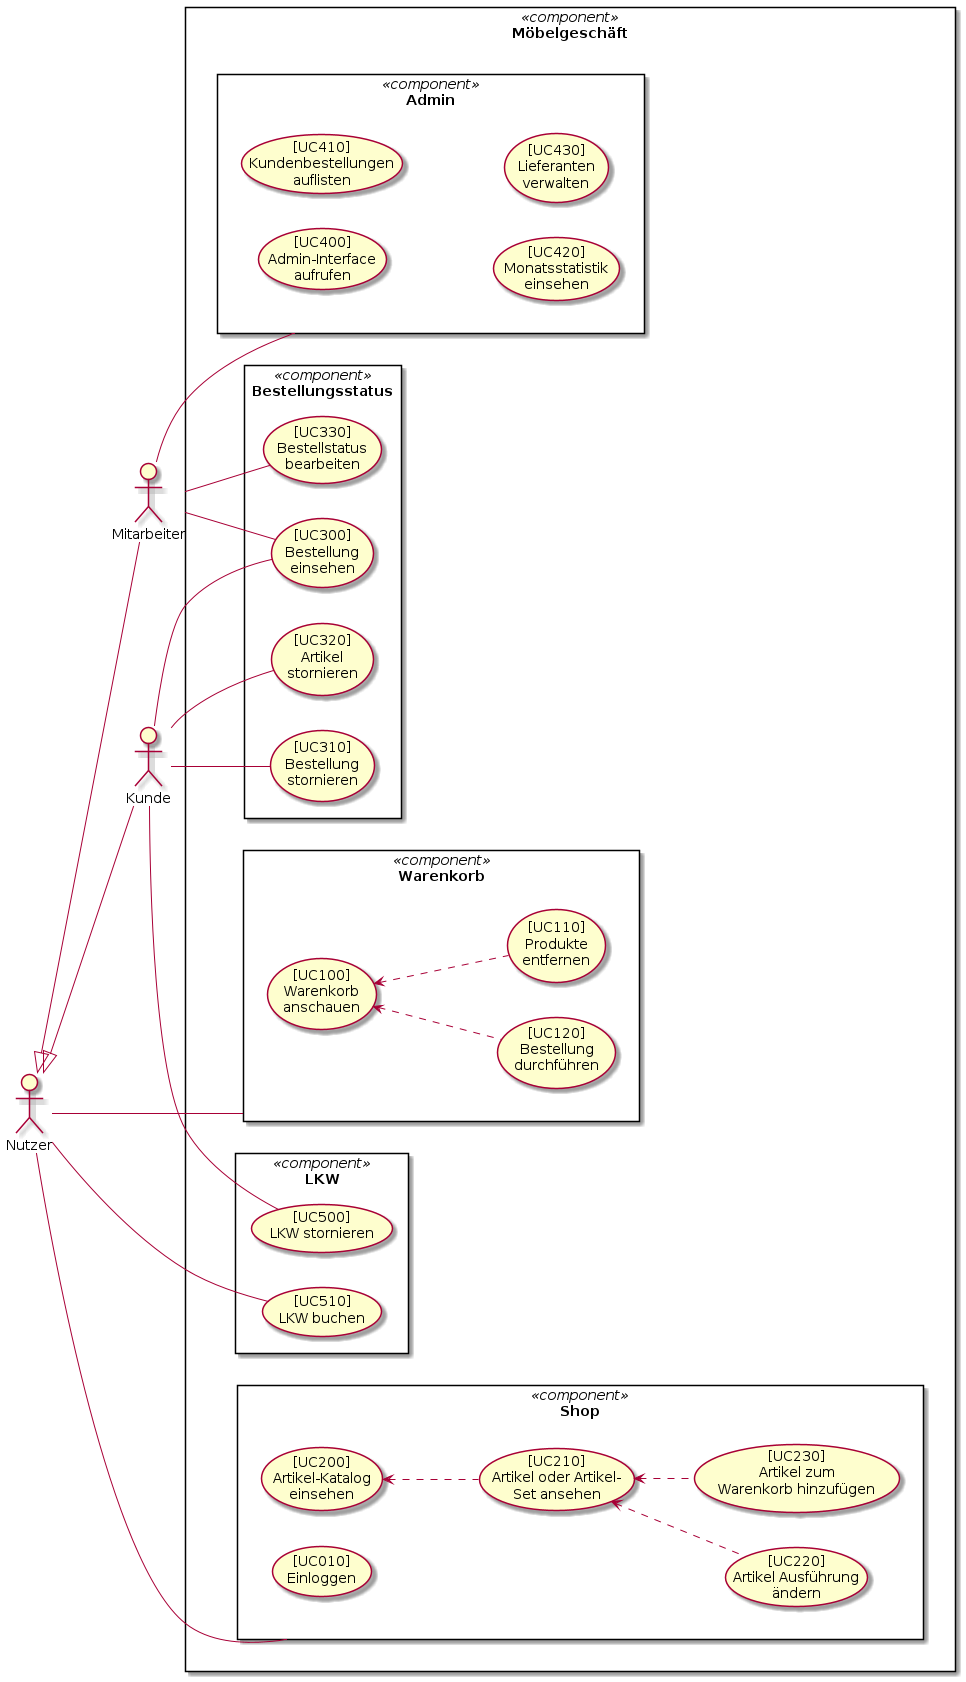 «component»
Möbelgeschäft
«component»
Admin
[UC410]
Kundenbestellungen
auflisten
[UC430]
Lieferanten
verwalten
[UC400]
Admin-Interface
aufrufen
[UC420]
Monatsstatistik
einsehen
«component»
Bestellungsstatus
[UC330]
Bestellstatus
bearbeiten
Mitarbeiter
[UC300]
Bestellung
einsehen
[UC320]
Artikel
stornieren
[UC310]
Bestellung
stornieren
Kunde
«component»
Warenkorb
[UC110]
Produkte
entfernen
[UC100]
Warenkorb
anschauen
[UC120]
Bestellung
durchführen
Nutzer
«component»
LKW
[UC500]
LKW stornieren
[UC510]
LKW buchen
«component»
Shop
[UC200]
Artikel-Katalog
einsehen
[UC210]
Artikel oder Artikel-
Set ansehen
[UC230]
Artikel zum
Warenkorb hinzufügen
[UC010]
Einloggen
[UC220]
Artikel Ausführung
ändern